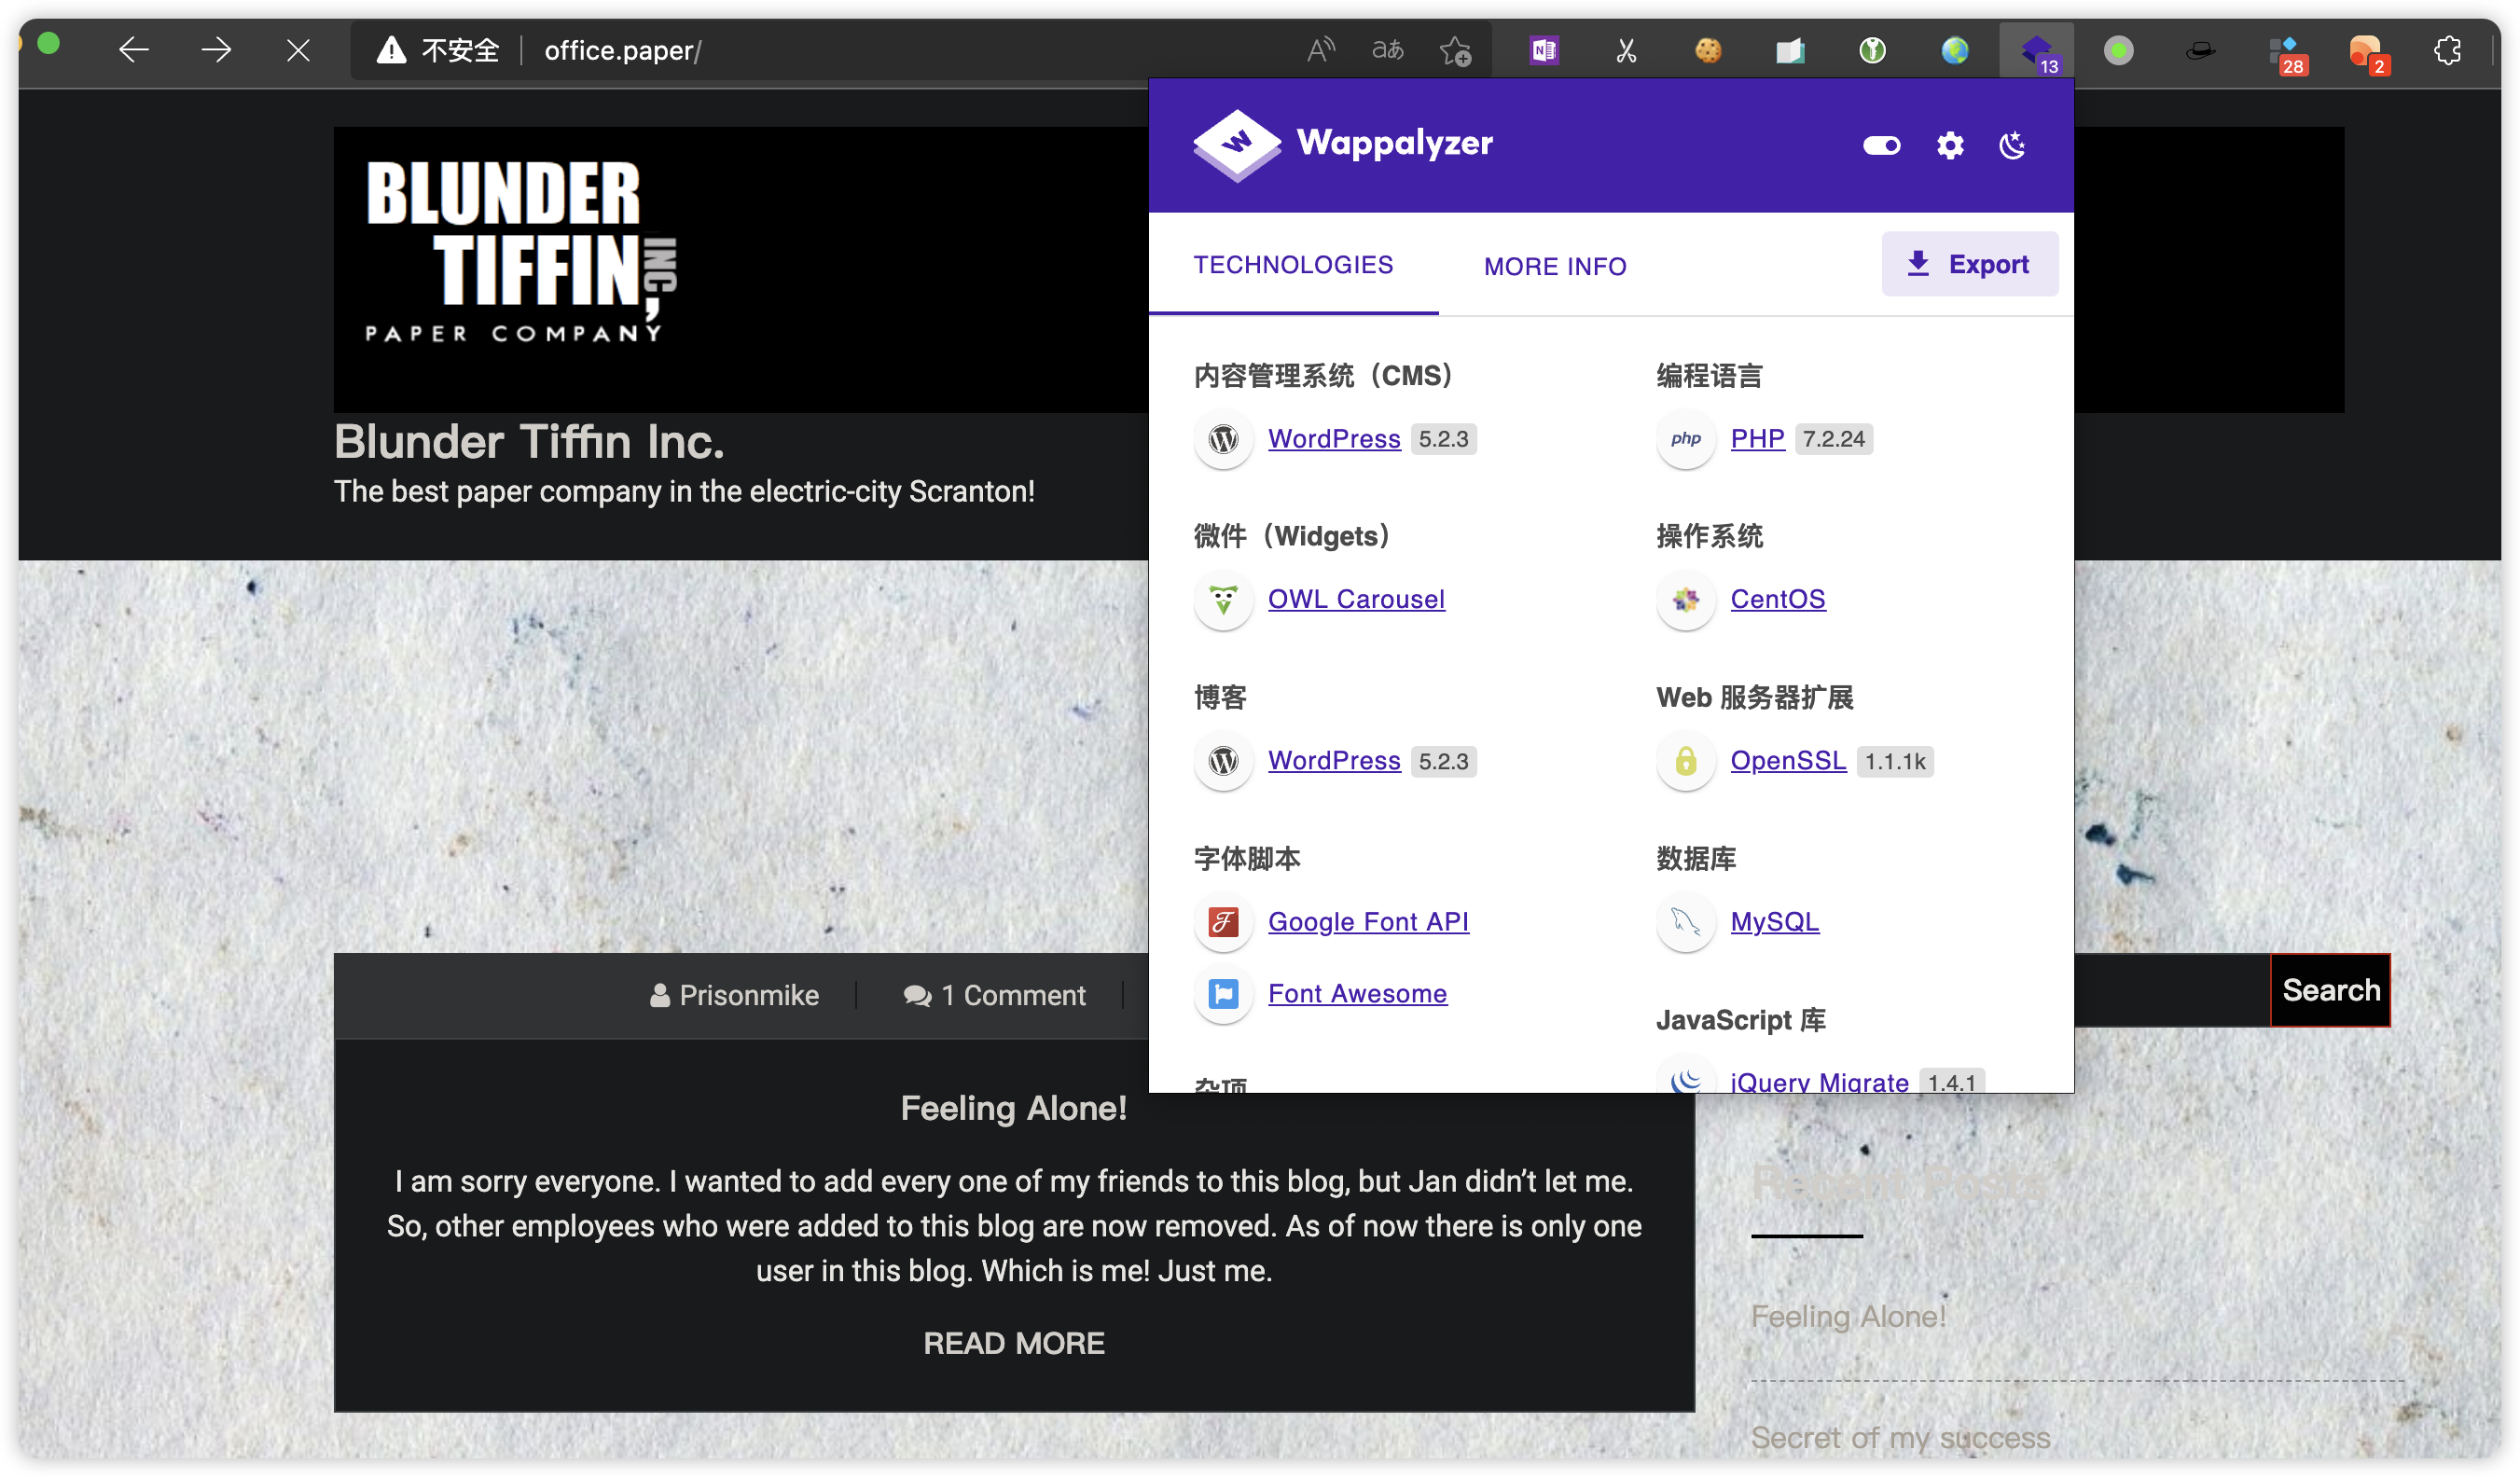 不安全 office.paper/
13
28
2
BLUNDER
TIFFIN,
INC
PAPER COMPANY
Blunder Tiffin Inc.
The best paper company in the electric-city Scranton!
Wappalyzer
TECHNOLOGIES MORE INFO Export
内容管理系统（CMS）
WordPress 5.2.3
微件（Widgets）
OWL Carousel
博客
WordPress 5.2.3
字体脚本
Google Font API
Font Awesome
杂项
编程语言
php PHP 7.2.24
操作系统
CentOS
Web 服务器扩展
OpenSSL 1.1.1k
数据库
MySQL
JavaScript 库
jQuery Migrate 1.4.1
Prisonmike 1 Comment
Feeling Alone!
I am sorry everyone. I wanted to add every one of my friends to this blog, but Jan didn’t let me.
So, other employees who were added to this blog are now removed. As of now there is only one
user in this blog. Which is me! Just me.
READ MORE
Search
Recent Posts
Feeling Alone!
Secret of my success